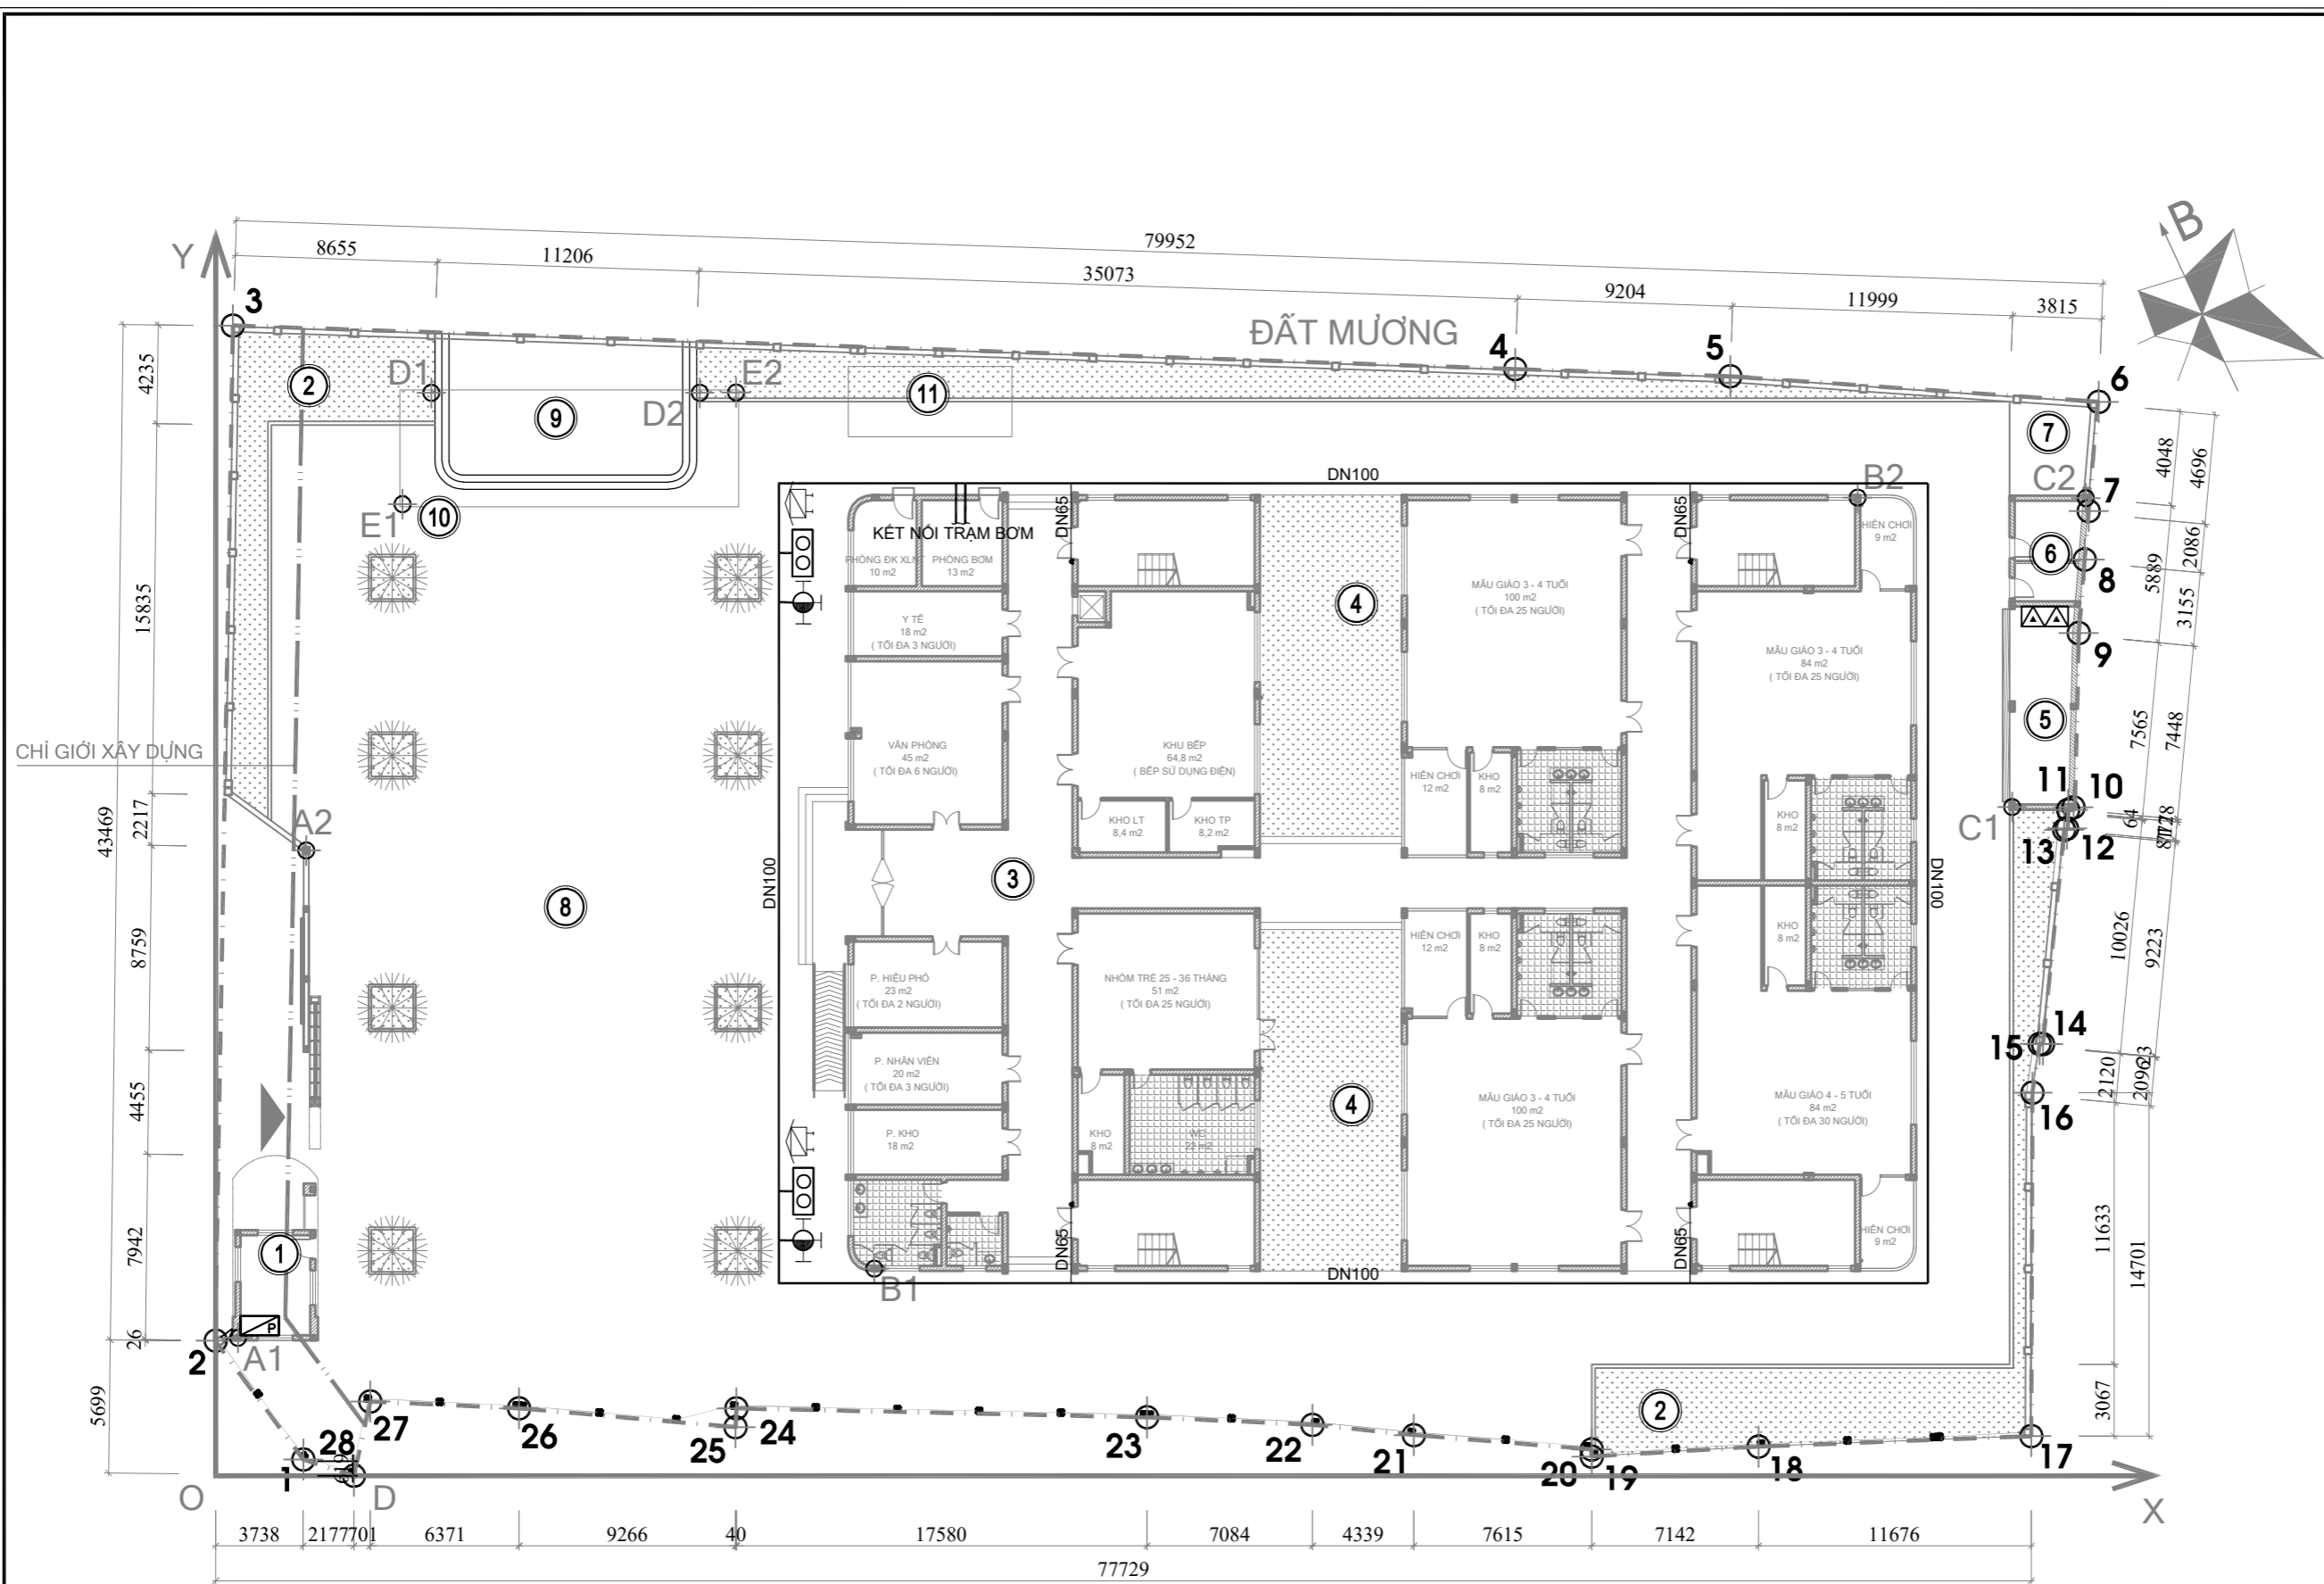 79952
8655
11206
35073
9204
11999
3815
B
Y
3
ĐẤT MƯƠNG
4
5
6
4235
2
D1
9
D2
E2
11
7
4048
4696
DN100
B2
C2
7
E1
10
KẾT NỐI TRẠM BƠM
DN65
DN65
HIÊN CHƠI
9 m2
PHÒNG BƠM
10 m2
13 m2
6
8
5889
2086
3155
MẪU GIÁO 3 - 4 TUỔI
100 m2
( TỐI ĐA 25 NGƯỜI)
4
Y TẾ
18 m2
( TỐI ĐA 3 NGƯỜI)
9
15835
MẪU GIÁO 3 - 4 TUỔI
84 m2
( TỐI ĐA 25 NGƯỜI)
5
7565
7448
CHỈ GIỚI XÂY DỰNG
VĂN PHÒNG
45 m2
( TỐI ĐA 6 NGƯỜI)
KHU BẾP
64,8 m2
( BẾP SỬ DỤNG ĐIỆN)
HIÊN CHƠI
12 m2
KHO
8 m2
11
10
43469
2217
A2
KHO LT
8,4 m2
KHO TP
8,2 m2
KHO
8 m2
C1
13
12
64
DN100
3
8
DN100
8759
HIÊN CHƠI
12 m2
KHO
8 m2
KHO
8 m2
10026
9223
P. HIỆU PHÓ
23 m2
( TỐI ĐA 2 NGƯỜI)
NHÓM TRẺ 25 - 36 THÁNG
51 m2
( TỐI ĐA 25 NGƯỜI)
14
15
P. NHÂN VIÊN
20 m2
( TỐI ĐA 3 NGƯỜI)
4455
4
MẪU GIÁO 3 - 4 TUỔI
100 m2
( TỐI ĐA 25 NGƯỜI)
MẪU GIÁO 4 - 5 TUỔI
84 m2
( TỐI ĐA 30 NGƯỜI)
2120
2096
23
16
P. KHO
18 m2
KHO
8 m2
WC
22 m2
7942
1
DN65
DN65
HIÊN CHƠI
9 m2
11633
14701
DN100
B1
P
26
2
A1
5699
27
26
25
24
23
22
21
20
19
18
17
2
3067
28
1
O
D
X
3738
2177
701
6371
9266
40
17580
7084
4339
7615
7142
11676
77729